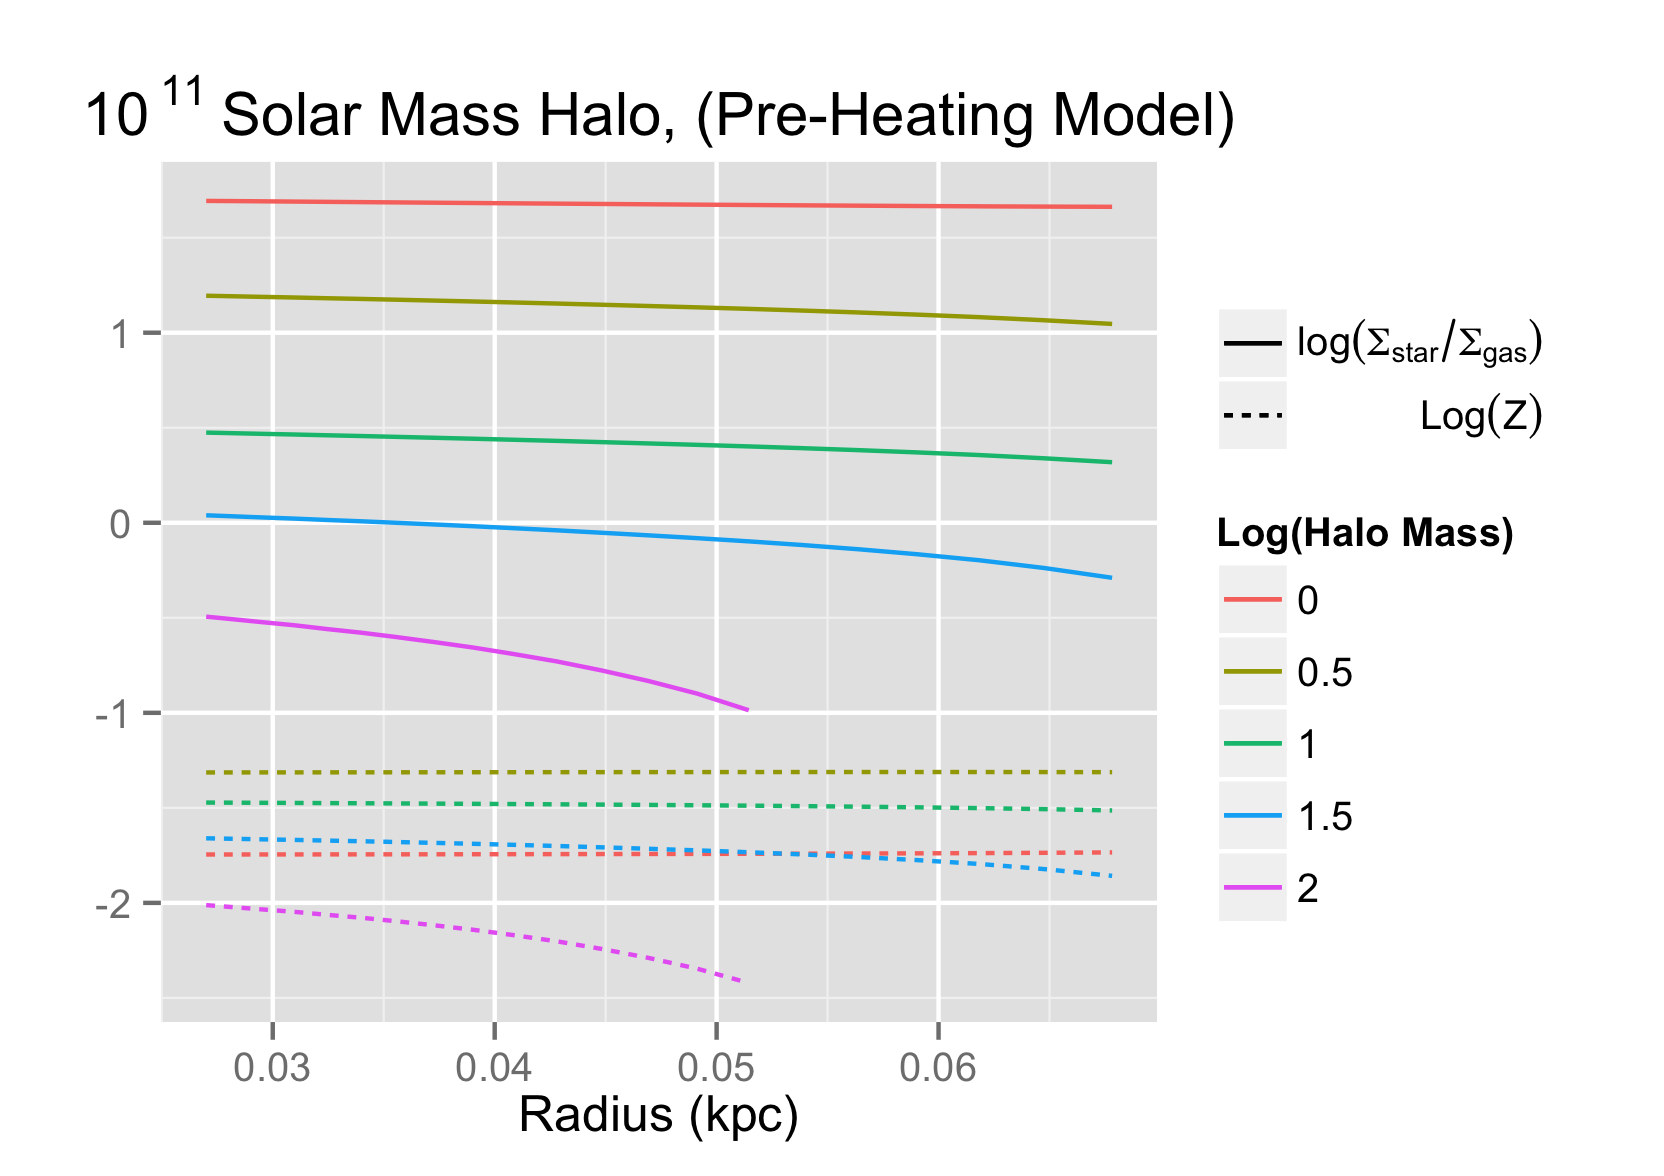 10 11 Solar Mass Halo, (Pre-Heating Model)
1
0
-1
-2
0.03 0.04 0.05 0.06
Radius (kpc)
log(Σstar/Σgas)
Log(Z)
Log(Halo Mass)
0
0.5
1
1.5
2